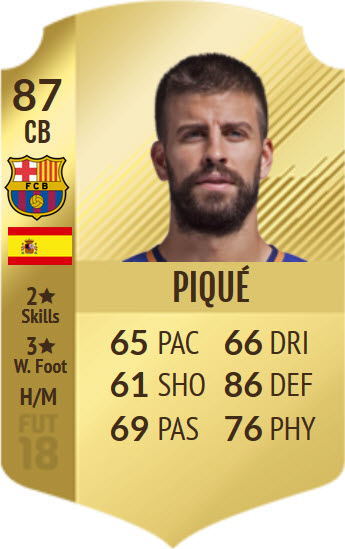 87
CB
FCB
PIQUÉ
2★
Skills
3★
W. Foot
H/M
FUT
18
65 PAC 66 DRI
61 SHO 86 DEF
69 PAS 76 PHY